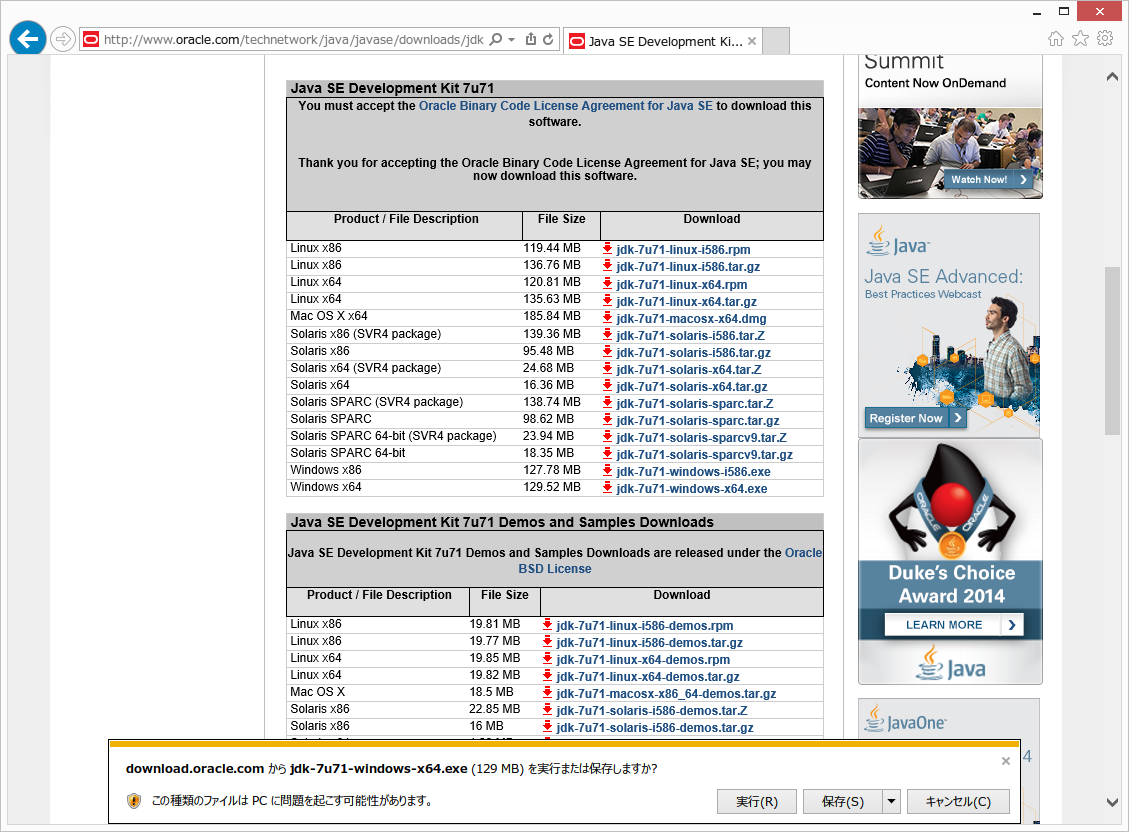 http://www.oracle.com/technetwork/java/javase/downloads/jdk
Java SE Development Ki...
Java SE Development Kit 7u71
You must accept the Oracle Binary Code License Agreement for Java SE to download this
software.
Thank you for accepting the Oracle Binary Code License Agreement for Java SE; you may
now download this software.
Product / File Description File Size Download
Linux x86 119.44 MB jdk-7u71-linux-i586.rpm
Linux x86 136.76 MB jdk-7u71-linux-i586.tar.gz
Linux x64 120.81 MB jdk-7u71-linux-x64.rpm
Linux x64 135.63 MB jdk-7u71-linux-x64.tar.gz
Mac OS X x64 185.84 MB jdk-7u71-macosx-x64.dmg
Solaris x86 (SVR4 package) 139.36 MB jdk-7u71-solaris-i586.tar.Z
Solaris x86 95.48 MB jdk-7u71-solaris-i586.tar.gz
Solaris x64 (SVR4 package) 24.68 MB jdk-7u71-solaris-x64.tar.Z
Solaris x64 16.36 MB jdk-7u71-solaris-x64.tar.gz
Solaris SPARC (SVR4 package) 138.74 MB jdk-7u71-solaris-sparc.tar.Z
Solaris SPARC 98.62 MB jdk-7u71-solaris-sparc.tar.gz
Solaris SPARC 64-bit (SVR4 package) 23.94 MB jdk-7u71-solaris-sparcv9.tar.Z
Solaris SPARC 64-bit 18.35 MB jdk-7u71-solaris-sparcv9.tar.gz
Windows x86 127.78 MB jdk-7u71-windows-i586.exe
Windows x64 129.52 MB jdk-7u71-windows-x64.exe
Java SE Development Kit 7u71 Demos and Samples Downloads
Java SE Development Kit 7u71 Demos and Samples Downloads are released under the Oracle
BSD License
Product / File Description File Size Download
Linux x86 19.81 MB jdk-7u71-linux-i586-demos.rpm
Linux x86 19.77 MB jdk-7u71-linux-i586-demos.tar.gz
Linux x64 19.85 MB jdk-7u71-linux-x64-demos.rpm
Linux x64 19.82 MB jdk-7u71-linux-x64-demos.tar.gz
Mac OS X 18.5 MB jdk-7u71-macosx-x86_64-demos.tar.gz
Solaris x86 22.85 MB jdk-7u71-solaris-i586-demos.tar.Z
Solaris x86 16 MB jdk-7u71-solaris-i586-demos.tar.gz
Summit
Content Now OnDemand
Watch Now!
Java
Java SE Advanced:
Best Practices Webcast
Register Now
ORACLE ORACLE
Duke's Choice
Award 2014
LEARN MORE
Java
JavaOne
4
download.oracle.com から jdk-7u71-windows-x64.exe (129 MB) を実行または保存しますか?
この種類のファイルは PC に問題を起こす可能性があります。
実行(R) 保存(S) キャンセル(C)